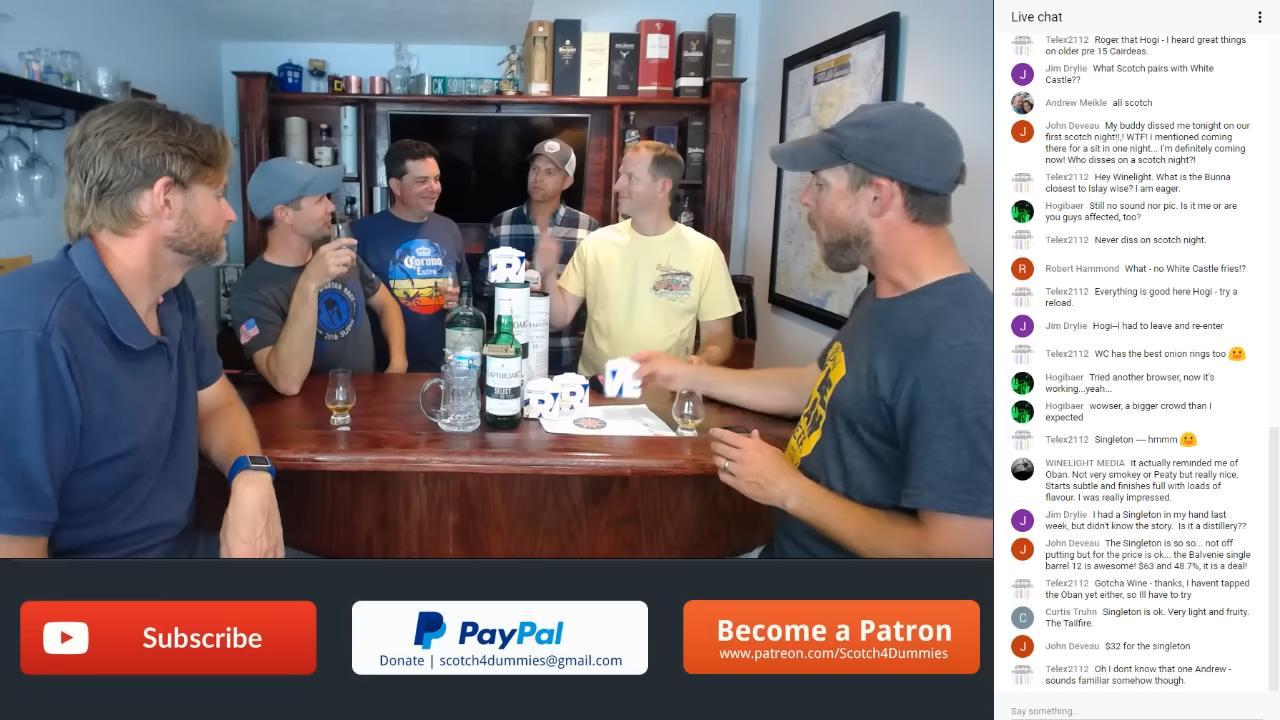 Corona
Extra
LAPHROAIG
SELECT
Subscribe
PayPal
Donate | scotch4dummies@gmail.com
Become a Patron
www.patreon.com/Scotch4Dummies
Live chat
Telex2112 Roger that Hogi - I heard great things
on older pre 15 Cairdeas.
J
Jim Drylie What Scotch pairs with White
Castle??
Andrew Meikle all scotch
J
John Deveau My buddy dissed me tonight on our
first scotch night!!,! WTF! I mentioned coming
there for a sit in one night... I'm definitely coming
now! Who disses on a scotch night?!
Telex2112 Hey Winelight. What is the Bunna
closest to Islay wise? I am eager.
Hogibaer Still no sound nor pic. Is it me or are
you guys affected, too?
Telex2112 Never diss on scotch night.
R
Robert Hammond What - no White Castle fries!?
Telex2112 Everything is good here Hogi - try a
reload.
J
Jim Drylie Hogi--I had to leave and re-enter
Telex2112 WC has the best onion rings too
Hogibaer Tried another browser, now it's
working...yeah...
Hogibaer wowser, a bigger crowd than I
expected
Telex2112 Singleton --- hmmm
WINELIGHT MEDIA It actually reminded me of
Oban. Not very smokey or Peaty but really nice.
Starts subtle and finishes full with loads of
flavour. I was really impressed.
J
Jim Drylie I had a Singleton in my hand last
week, but didn't know the story. Is it a distillery??
J
John Deveau The Singleton is so so... not off
putting but for the price is ok... the Balvenie single
barrel 12 is awesome! $63 and 48.7%, it is a deal!
Telex2112 Gotcha Wine - thanks, I havent tapped
the Oban yet either, so Ill have to try
C
Curtis Truhn Singleton is ok. Very light and fruity.
The Tailfire.
J
John Deveau $32 for the singleton
Telex2112 Oh I dont know that one Andrew -
sounds familiar somehow though.
Say something...